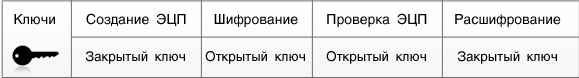 Ключи Создание ЭЦП Шифрование Проверка ЭЦП Расшифрование
Закрытый ключ Открытый ключ Открытый ключ Закрытый ключ